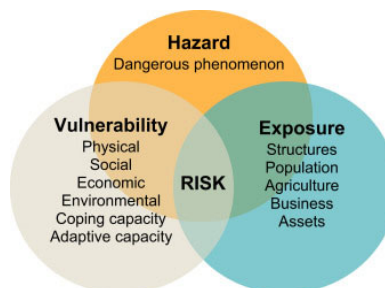 Hazard
Dangerous phenomenon
Vulnerability
Physical
Social
Economic
Environmental
Coping capacity
Adaptive capacity
RISK
Exposure
Structures
Population
Agriculture
Business
Assets